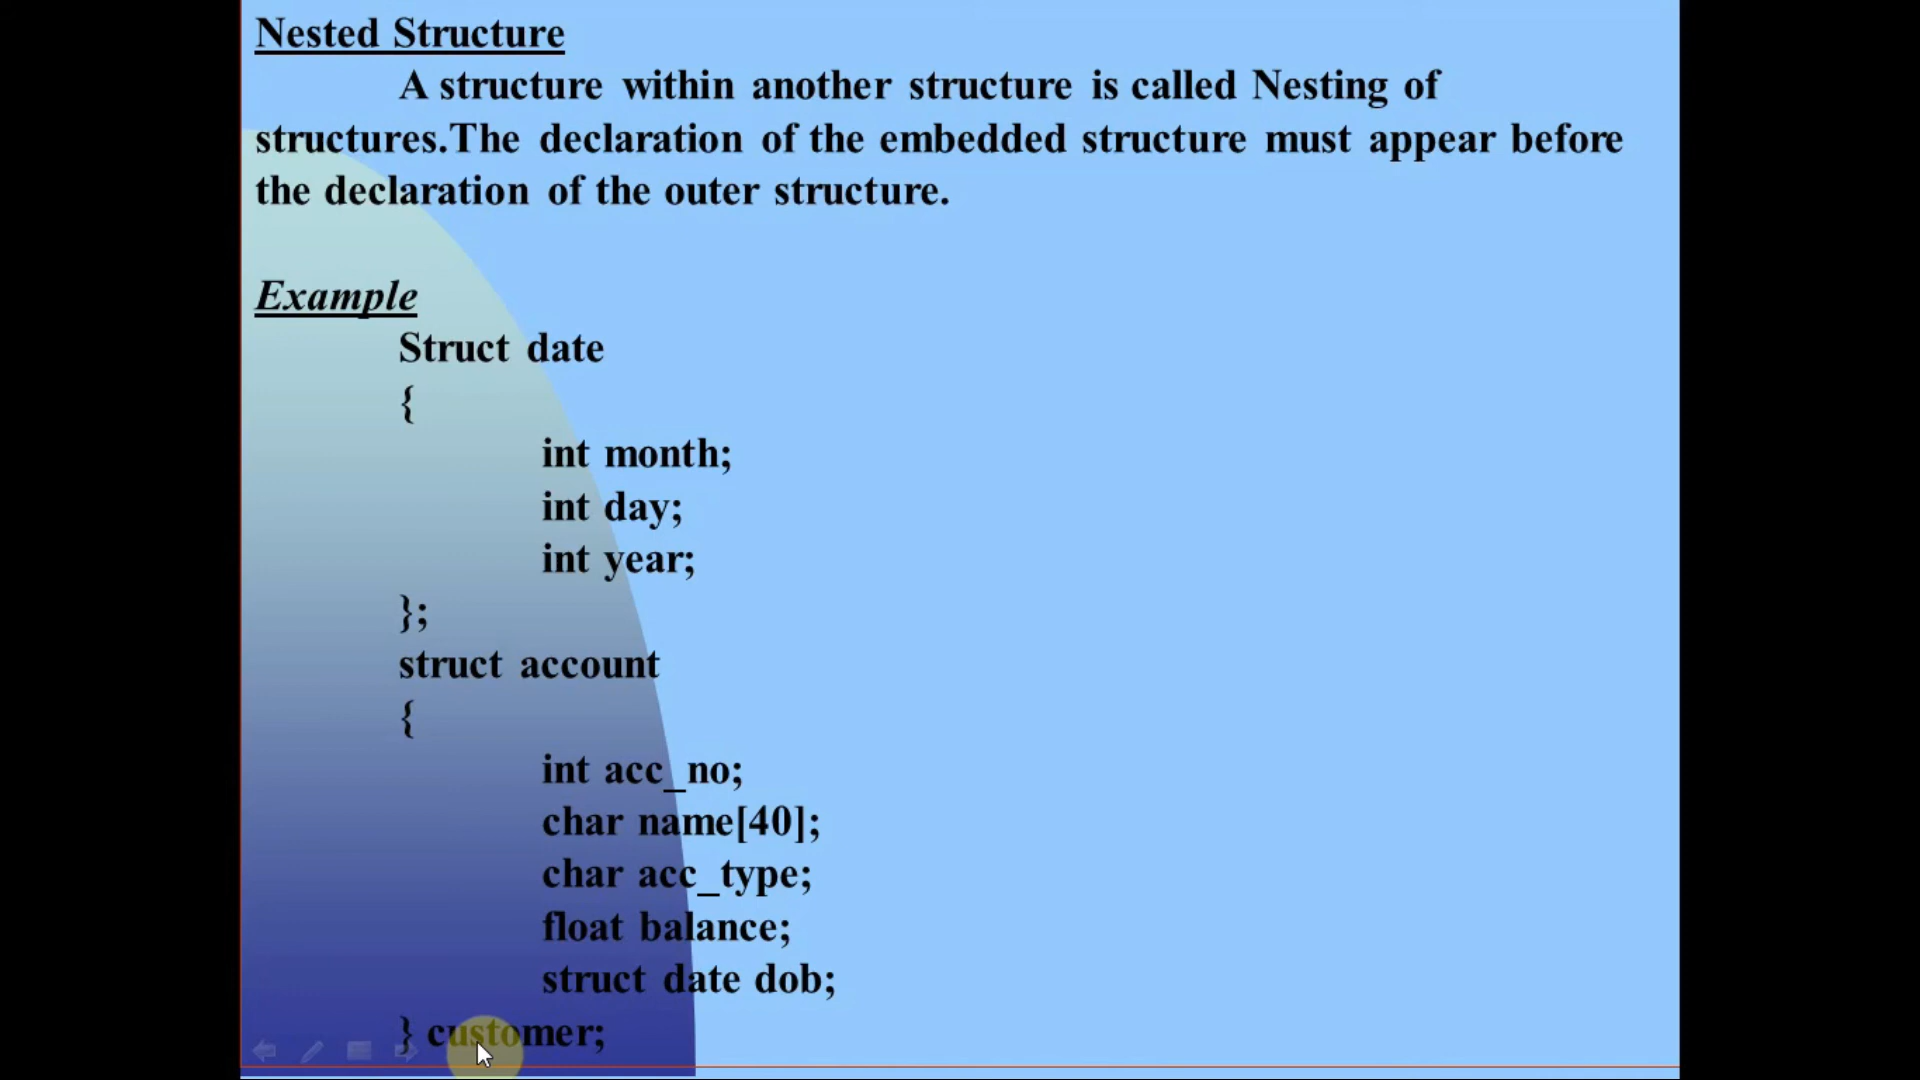 Nested Structure
A structure within another structure is called Nesting of
structures.The declaration of the embedded structure must appear before
the declaration of the outer structure.
Example
Struct date
{
int month;
int day;
int year;
};
struct account
{
int acc_no;
char name[40];
char acc_type;
float balance;
struct date dob;
} customer;